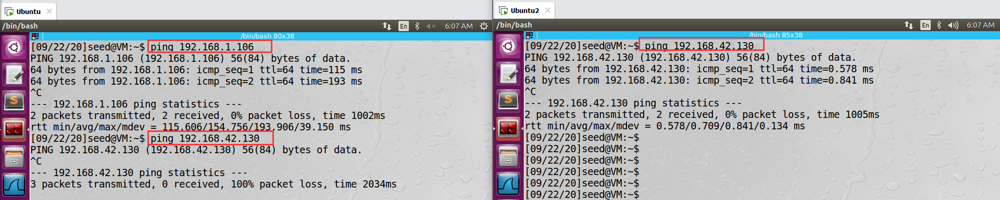 Ubuntu
/bin/bash
En
6:07 AM
/bin/bash 80x38
[09/22/20]seed@VM:~$ ping 192.168.1.106
PING 192.168.1.106 (192.168.1.106) 56(84) bytes of data.
64 bytes from 192.168.1.106: icmp_seq=1 ttl=64 time=115 ms
64 bytes from 192.168.1.106: icmp_seq=2 ttl=64 time=193 ms
^C
--- 192.168.1.106 ping statistics ---
2 packets transmitted, 2 received, 0% packet loss, time 1002ms
rtt min/avg/max/mdev = 115.606/154.756/193.906/39.150 ms
[09/22/20]seed@VM:~$ ping 192.168.42.130
PING 192.168.42.130 (192.168.42.130) 56(84) bytes of data.
^C
--- 192.168.42.130 ping statistics ---
3 packets transmitted, 0 received, 100% packet loss, time 2034ms
Ubuntu2
/bin/bash
En
6:07 AM
/bin/bash 85x38
[09/22/20]seed@VM:~$ ping 192.168.42.130
PING 192.168.42.130 (192.168.42.130) 56(84) bytes of data.
64 bytes from 192.168.42.130: icmp_seq=1 ttl=64 time=0.578 ms
64 bytes from 192.168.42.130: icmp_seq=2 ttl=64 time=0.841 ms
^C
--- 192.168.42.130 ping statistics ---
2 packets transmitted, 2 received, 0% packet loss, time 1005ms
rtt min/avg/max/mdev = 0.578/0.709/0.841/0.134 ms
[09/22/20]seed@VM:~$
[09/22/20]seed@VM:~$
[09/22/20]seed@VM:~$
[09/22/20]seed@VM:~$
[09/22/20]seed@VM:~$
[09/22/20]seed@VM:~$